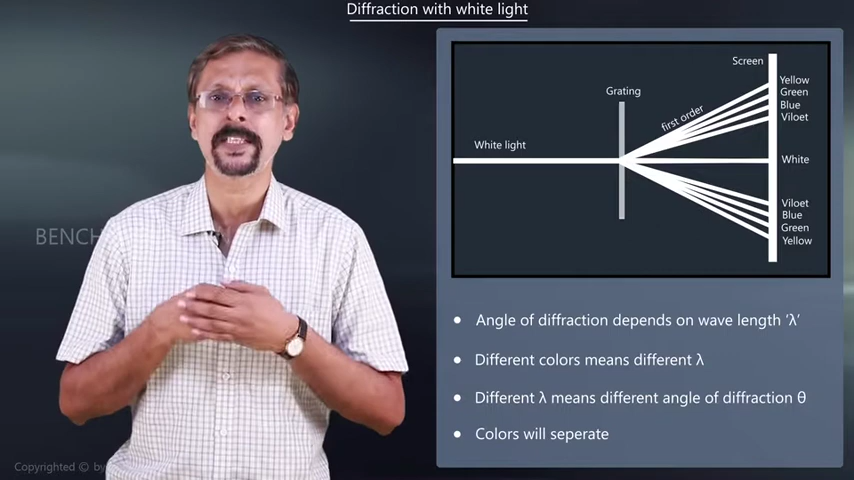 Diffraction with white light
Screen
Grating
first order
White light
Yellow
Green
Blue
Viloet
White
Viloet
Blue
Green
Yellow
BENCH
• Angle of diffraction depends on wave length ‘λ’
• Different colors means different λ
• Different λ means different angle of diffraction θ
• Colors will seperate
Copyrighted © by